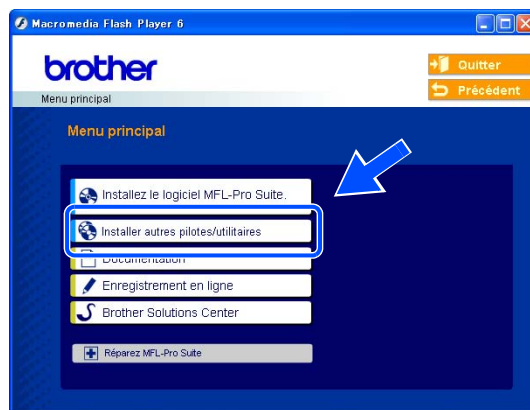 Macromedia Flash Player 6
brother
Quitter
Précédent
Menu principal
Menu principal
Installez le logiciel MFL-Pro Suite.
Installer autres pilotes/utilitaires
Documentation
Enregistrement en ligne
Brother Solutions Center
Réparez MFL-Pro Suite